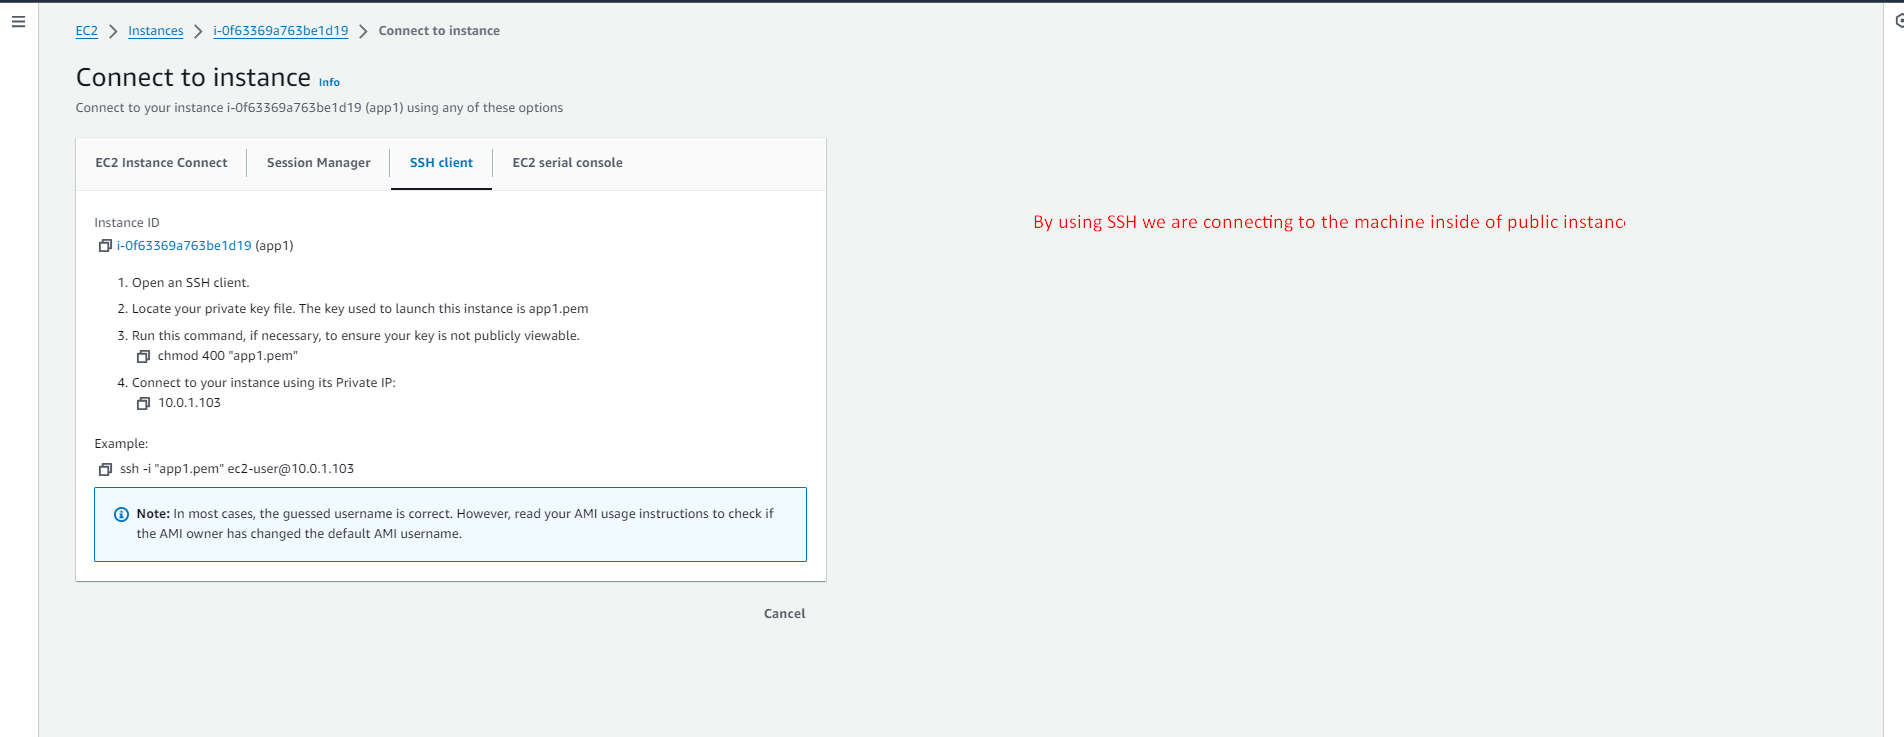 EC2 > Instances > i-0f63369a763be1d19 > Connect to instance
Connect to instance Info
Connect to your instance i-0f63369a763be1d19 (app1) using any of these options
EC2 Instance Connect Session Manager SSH client EC2 serial console
By using SSH we are connecting to the machine inside of public instanc
Instance ID
i-0f63369a763be1d19 (app1)
1. Open an SSH client.
2. Locate your private key file. The key used to launch this instance is app1.pem
3. Run this command, if necessary, to ensure your key is not publicly viewable.
chmod 400 "app1.pem"
4. Connect to your instance using its Private IP:
10.0.1.103
Example:
ssh -i "app1.pem" ec2-user@10.0.1.103
Note: In most cases, the guessed username is correct. However, read your AMI usage instructions to check if
the AMI owner has changed the default AMI username.
Cancel